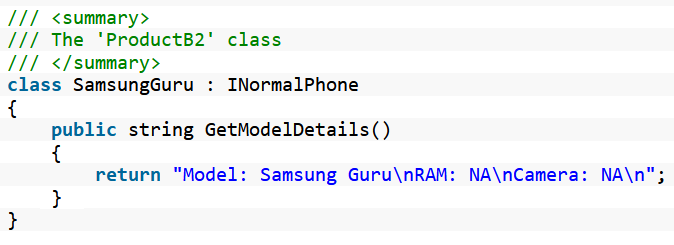 /// <summary>
/// The 'ProductB2' class
/// </summary>
class SamsungGuru : INormalPhone
{
    public string GetModelDetails()
    {
        return "Model: Samsung Guru\nRAM: NA\nCamera: NA\n";
    }
}